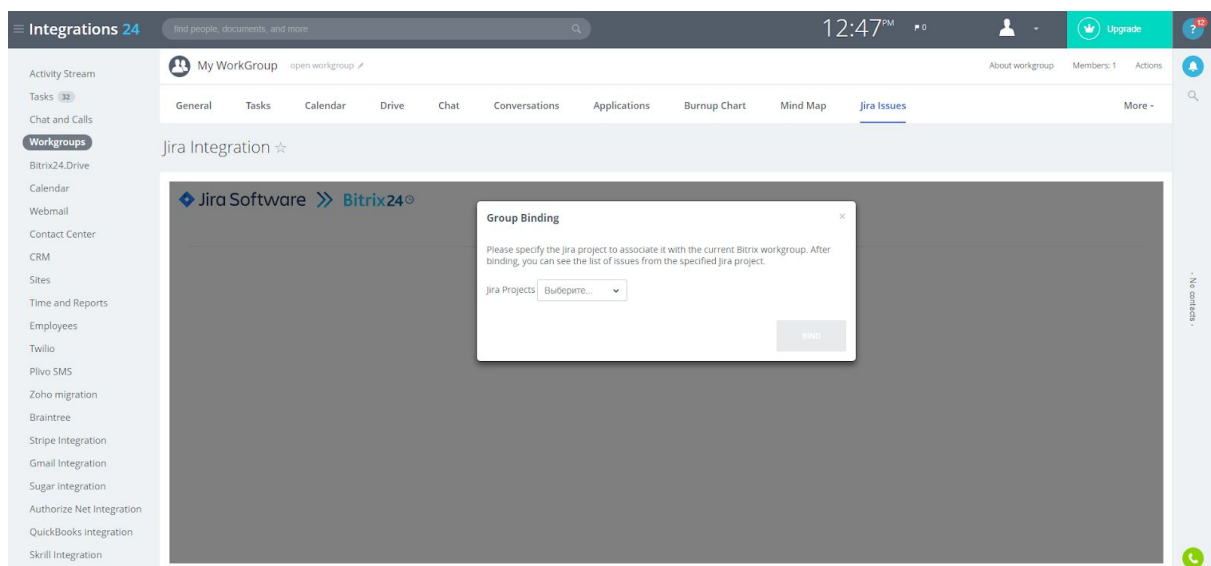 Integrations 24
find people, documents, and more
12:47 PM
0
Upgrade
?
12
Activity Stream
Tasks 32
Chat and Calls
Workgroups
Bitrix24.Drive
Calendar
Webmail
Contact Center
CRM
Sites
Time and Reports
Employees
Twilio
Plivo SMS
Zoho migration
Braintree
Stripe Integration
Gmail Integration
Sugar Integration
Authorize Net Integration
QuickBooks Integration
Skrill Integration
My WorkGroup open workgroup
About workgroup Members: 1 Actions
General Tasks Calendar Drive Chat Conversations Applications Burnup Chart Mind Map Jira Issues More -
Jira Integration
Jira Software Bitrix24
Group Binding
Please specify the Jira project to associate it with the current Bitrix workgroup. After
binding, you can see the list of issues from the specified Jira project.
Jira Projects Выберите...
BIND
- No contacts -